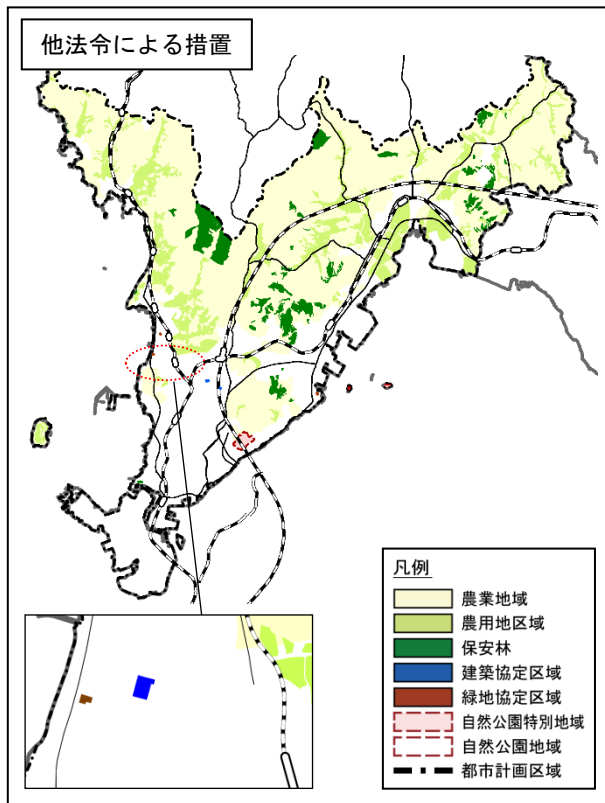 他法令による措置
凡例
農業地域
農用地区域
保安林
建築協定区域
緑地協定区域
自然公園特別地域
自然公園地域
都市計画区域